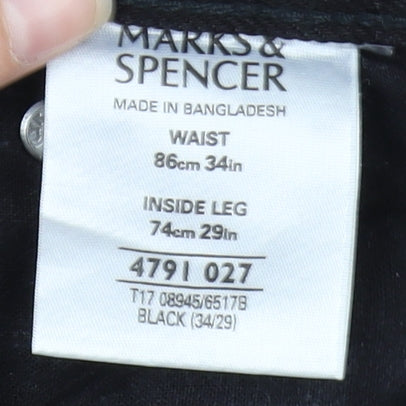 MARKS &
SPENCER
MADE IN BANGLADESH
WAIST
86cm 34in
INSIDE LEG
74cm 29in
4791 027
T17 08945/6517B
BLACK (34/29)